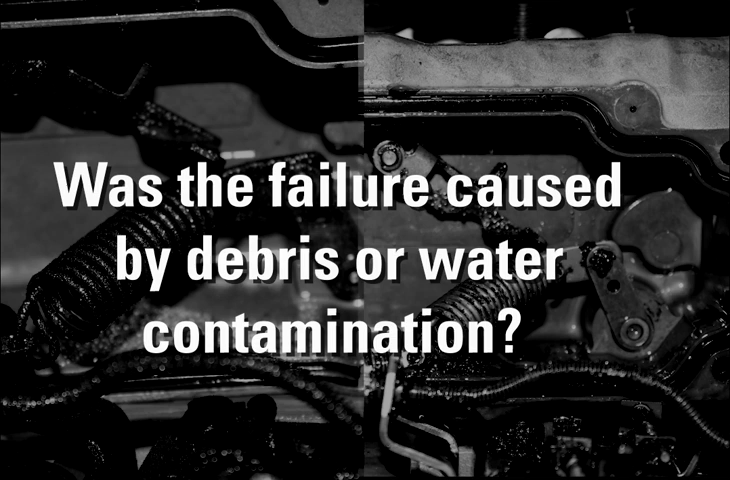 Was the failure caused
by debris or water
contamination?